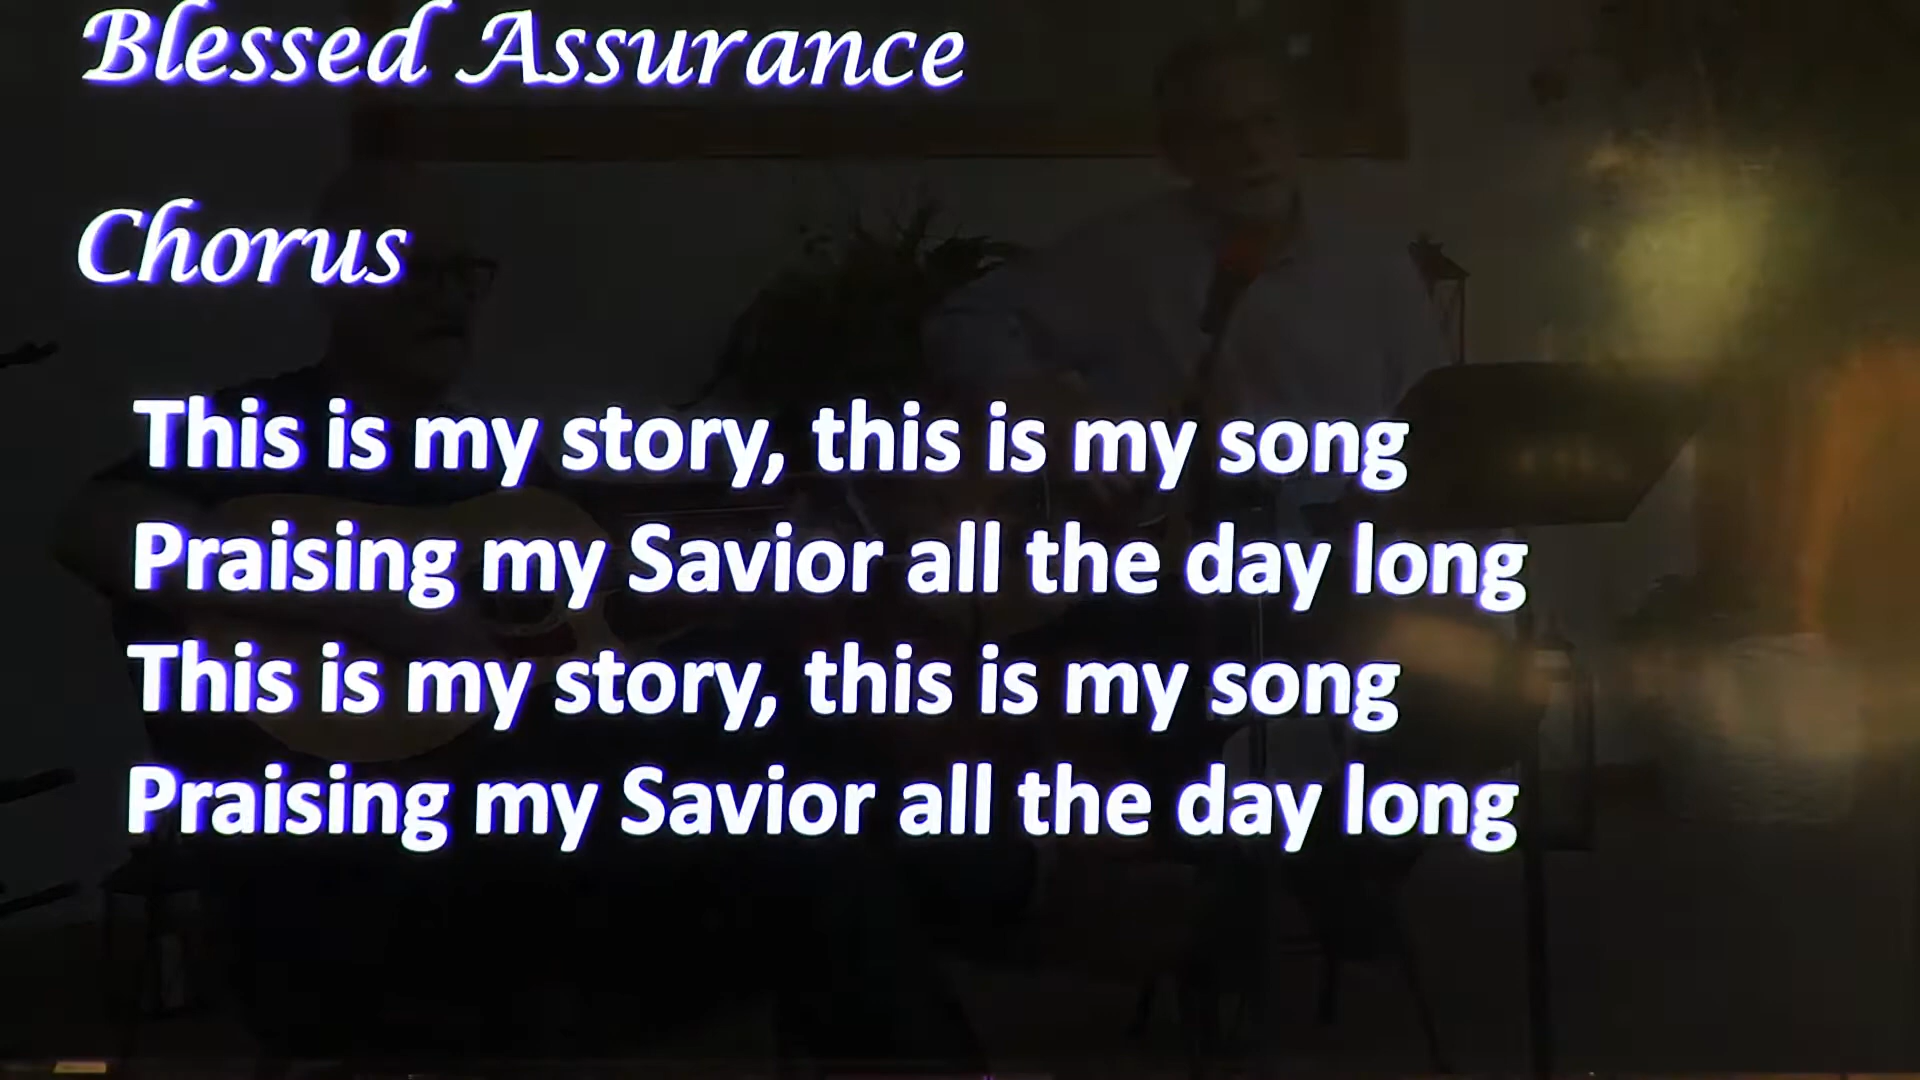 Blessed Assurance
Chorus
This is my story, this is my song
Praising my Savior all the day long
This is my story, this is my song
Praising my Savior all the day long